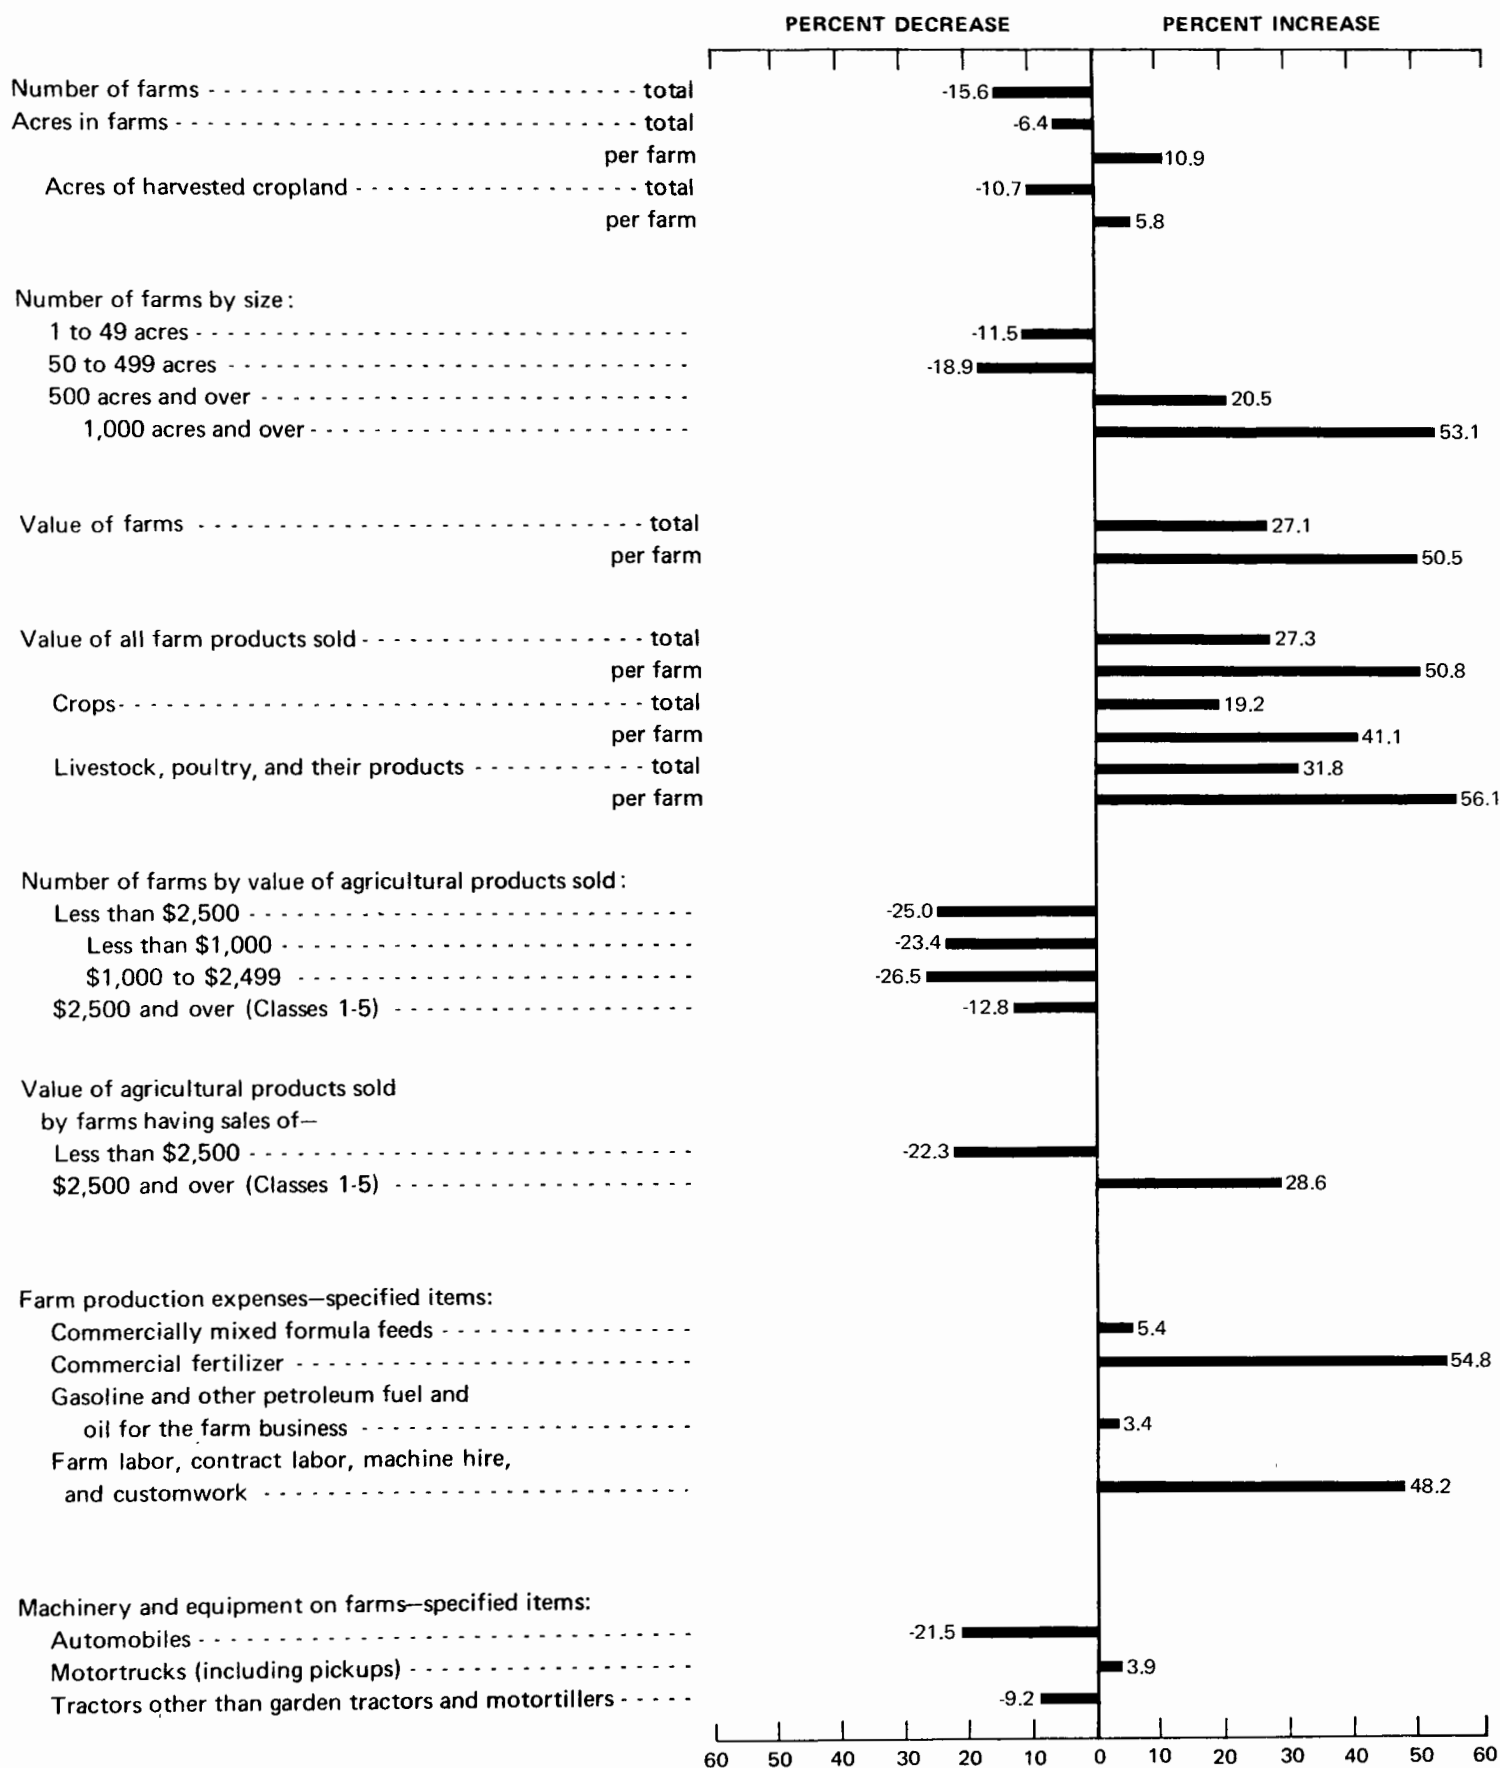 PERCENT DECREASE PERCENT INCREASE
Number of farms - - - - - - - - - - - - - - - - - - - - - - - - - - - total -15.6
Acres in farms - - - - - - - - - - - - - - - - - - - - - - - - - - - - - total -6.4
per farm 10.9
Acres of harvested cropland - - - - - - - - - - - - - - - - - - total -10.7
per farm 5.8
Number of farms by size:
1 to 49 acres - - - - - - - - - - - - - - - - - - - - - - - - - - - - - - - -11.5
50 to 499 acres - - - - - - - - - - - - - - - - - - - - - - - - - - - - - -18.9
500 acres and over - - - - - - - - - - - - - - - - - - - - - - - - - - - 20.5
1,000 acres and over - - - - - - - - - - - - - - - - - - - - - - - - 53.1
Value of farms - - - - - - - - - - - - - - - - - - - - - - - - - - - - total 27.1
per farm 50.5
Value of all farm products sold - - - - - - - - - - - - - - - - - - total 27.3
per farm 50.8
Crops - - - - - - - - - - - - - - - - - - - - - - - - - - - - - - - - - total 19.2
per farm 41.1
Livestock, poultry, and their products - - - - - - - - - - - total 31.8
per farm 56.1
Number of farms by value of agricultural products sold:
Less than $2,500 - - - - - - - - - - - - - - - - - - - - - - - - - - - - -25.0
Less than $1,000 - - - - - - - - - - - - - - - - - - - - - - - - - - -23.4
$1,000 to $2,499 - - - - - - - - - - - - - - - - - - - - - - - - - -26.5
$2,500 and over (Classes 1-5) - - - - - - - - - - - - - - - - - - - -12.8
Value of agricultural products sold
by farms having sales of—
Less than $2,500 - - - - - - - - - - - - - - - - - - - - - - - - - - - - -22.3
$2,500 and over (Classes 1-5) - - - - - - - - - - - - - - - - - - - 28.6
Farm production expenses—specified items:
Commercially mixed formula feeds - - - - - - - - - - - - - - - - 5.4
Commercial fertilizer - - - - - - - - - - - - - - - - - - - - - - - - - 54.8
Gasoline and other petroleum fuel and
oil for the farm business - - - - - - - - - - - - - - - - - - - - - 3.4
Farm labor, contract labor, machine hire,
and customwork - - - - - - - - - - - - - - - - - - - - - - - - - - - 48.2
Machinery and equipment on farms—specified items:
Automobiles - - - - - - - - - - - - - - - - - - - - - - - - - - - - - - - -21.5
Motortrucks (including pickups) - - - - - - - - - - - - - - - - - - 3.9
Tractors other than garden tractors and motortillers - - - - - -9.2
60 50 40 30 20 10 0 10 20 30 40 50 60